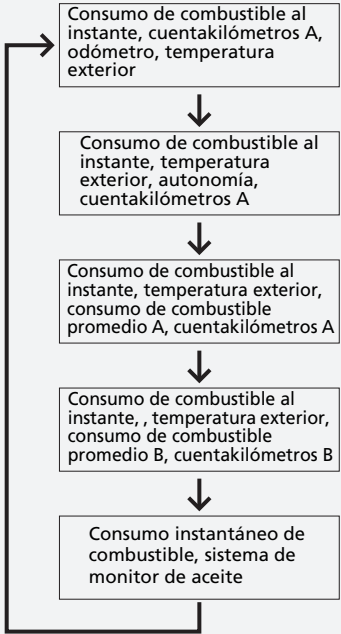 Consumo de combustible al
instante, cuentakilómetros A,
odómetro, temperatura
exterior
Consumo de combustible al
instante, temperatura
exterior, autonomía,
cuentakilómetros A
Consumo de combustible al
instante, temperatura exterior,
consumo de combustible
promedio A, cuentakilómetros A
Consumo de combustible al
instante, , temperatura exterior,
consumo de combustible
promedio B, cuentakilómetros B
Consumo instantáneo de
combustible, sistema de
monitor de aceite